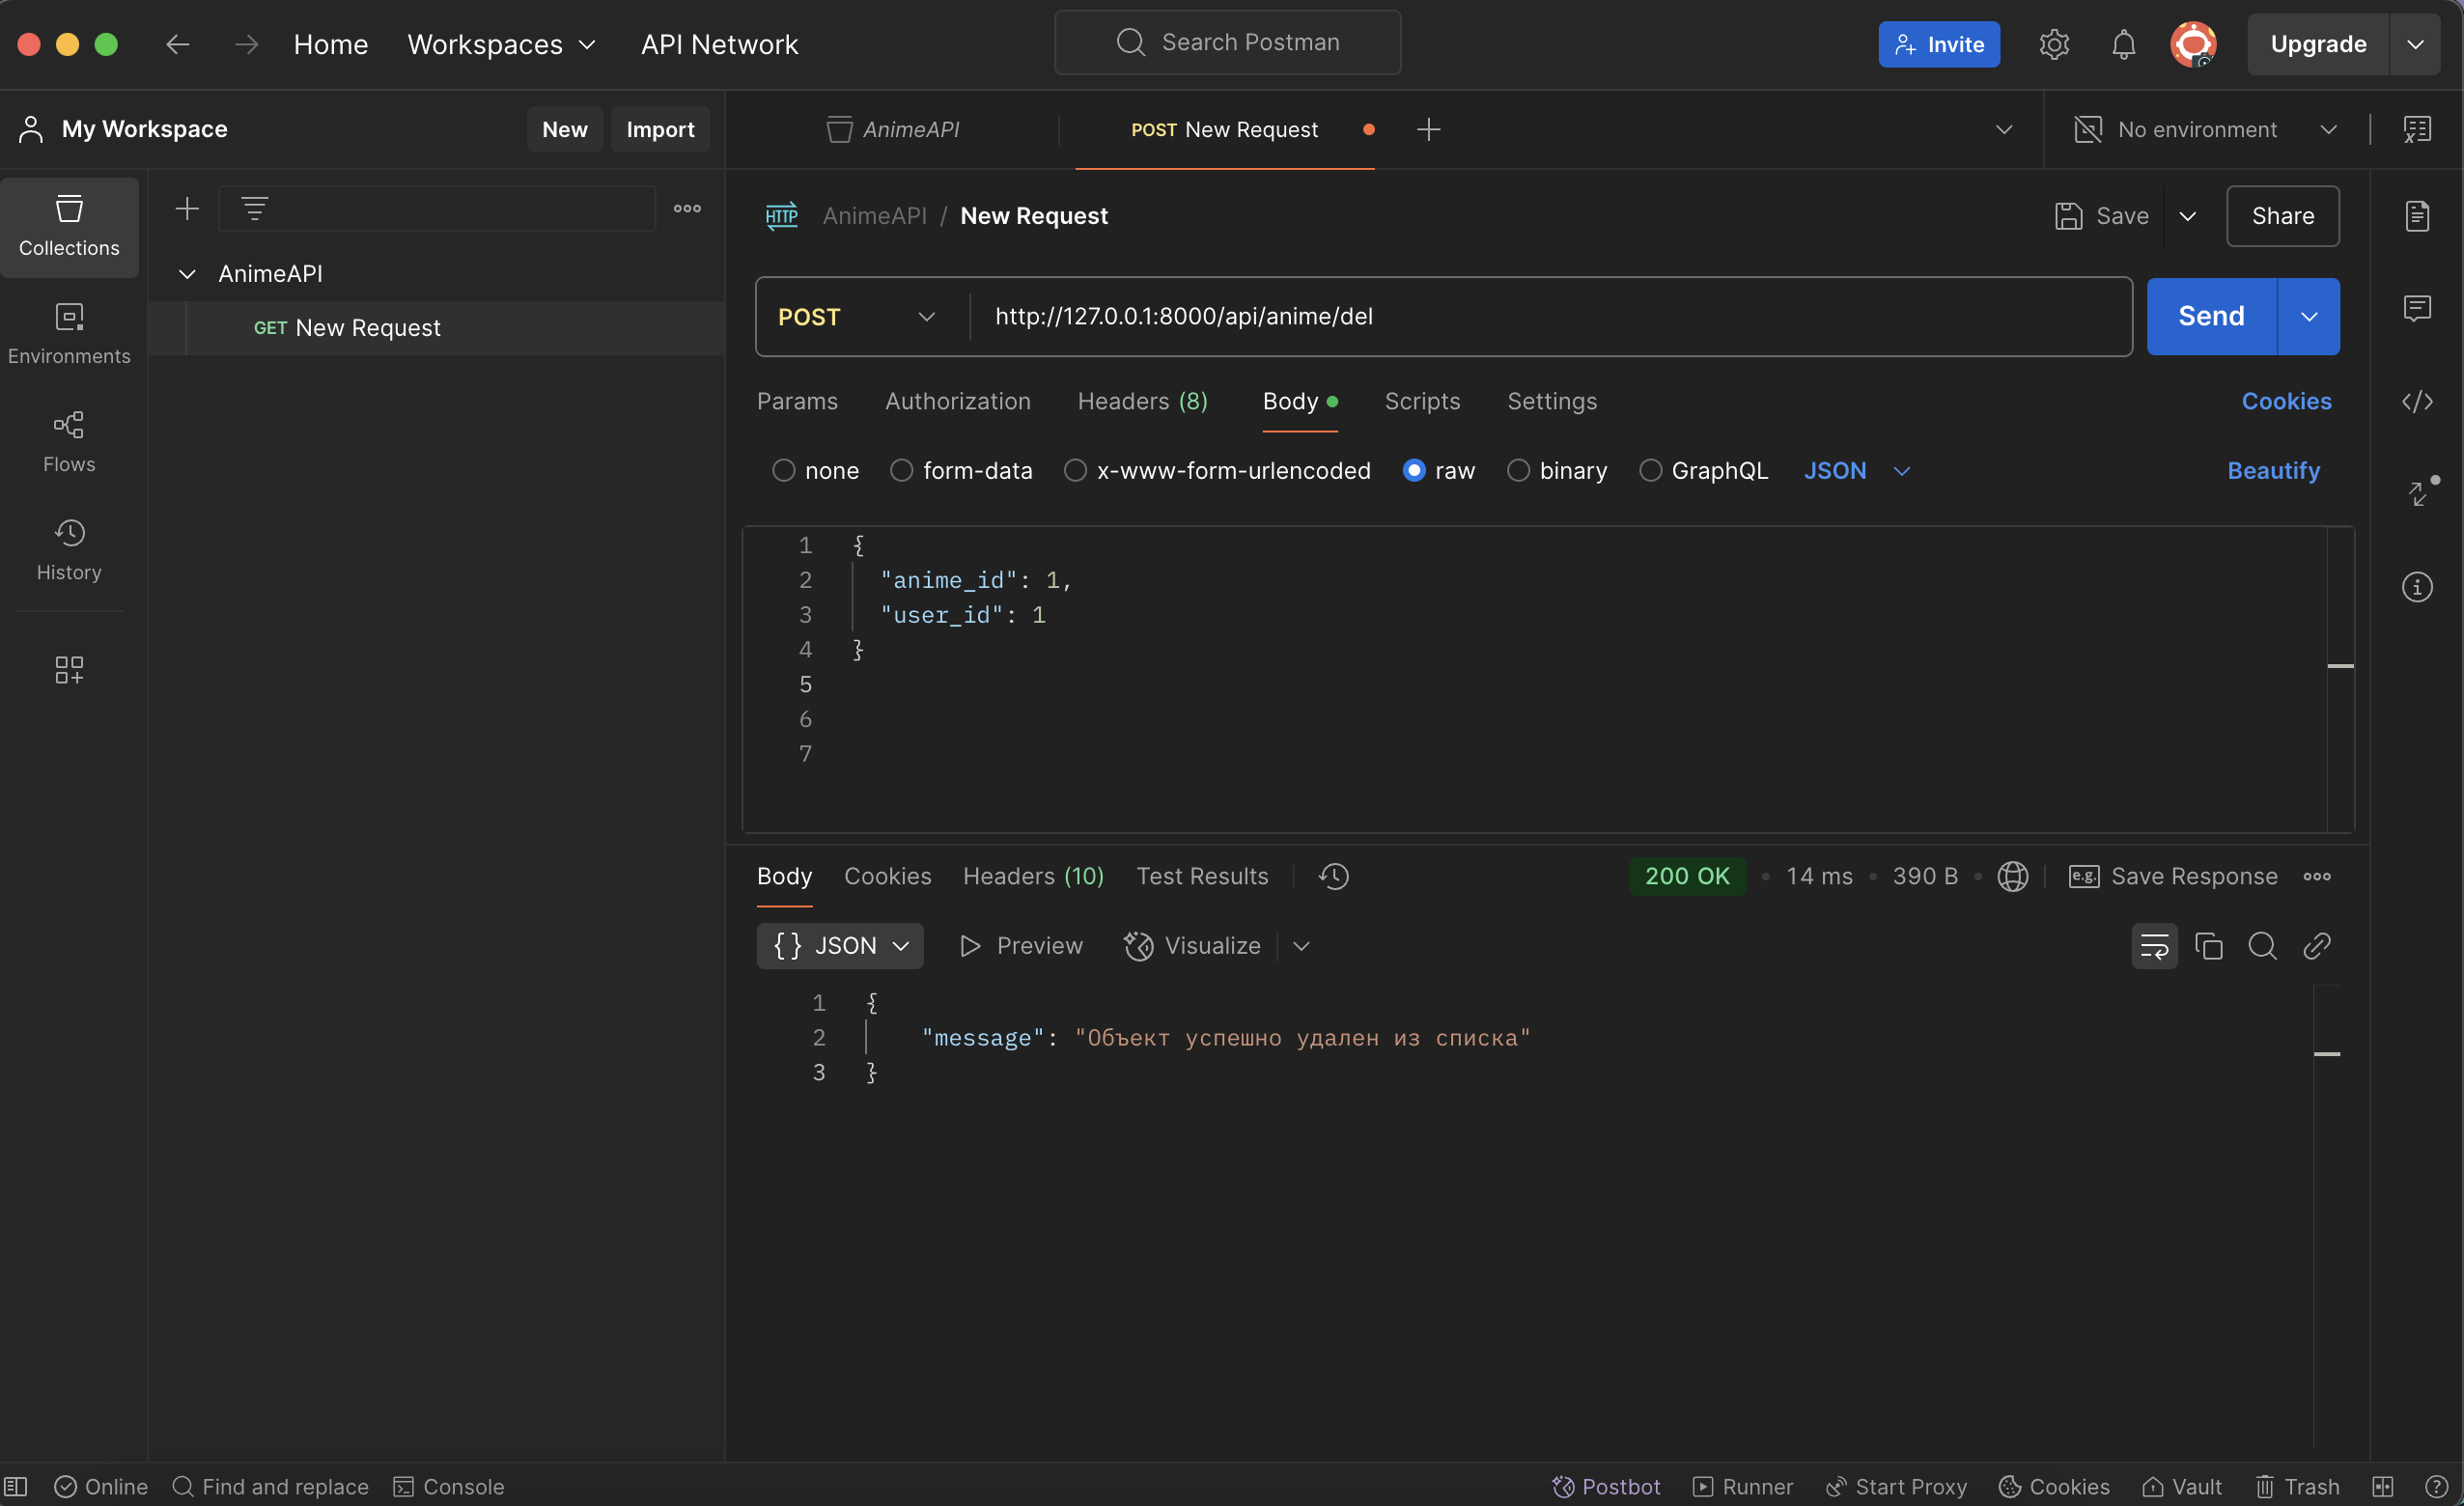 Home Workspaces API Network Search Postman Invite Upgrade
My Workspace New Import AnimeAPI POST New Request No environment
Collections
Environments
Flows
History
AnimeAPI
GET New Request
HTTP AnimeAPI / New Request Save Share
POST http://127.0.0.1:8000/api/anime/del Send
Params Authorization Headers (8) Body Scripts Settings Cookies
none form-data x-www-form-urlencoded raw binary GraphQL JSON Beautify
1 {
2 "anime_id": 1,
3 "user_id": 1
4 }
5
6
7
Body Cookies Headers (10) Test Results 200 OK • 14 ms • 390 B • e.g. Save Response
{} JSON Preview Visualize
1 {
2 "message": "Объект успешно удален из списка"
3 }
Online Find and replace Console Postbot Runner Start Proxy Cookies Vault Trash